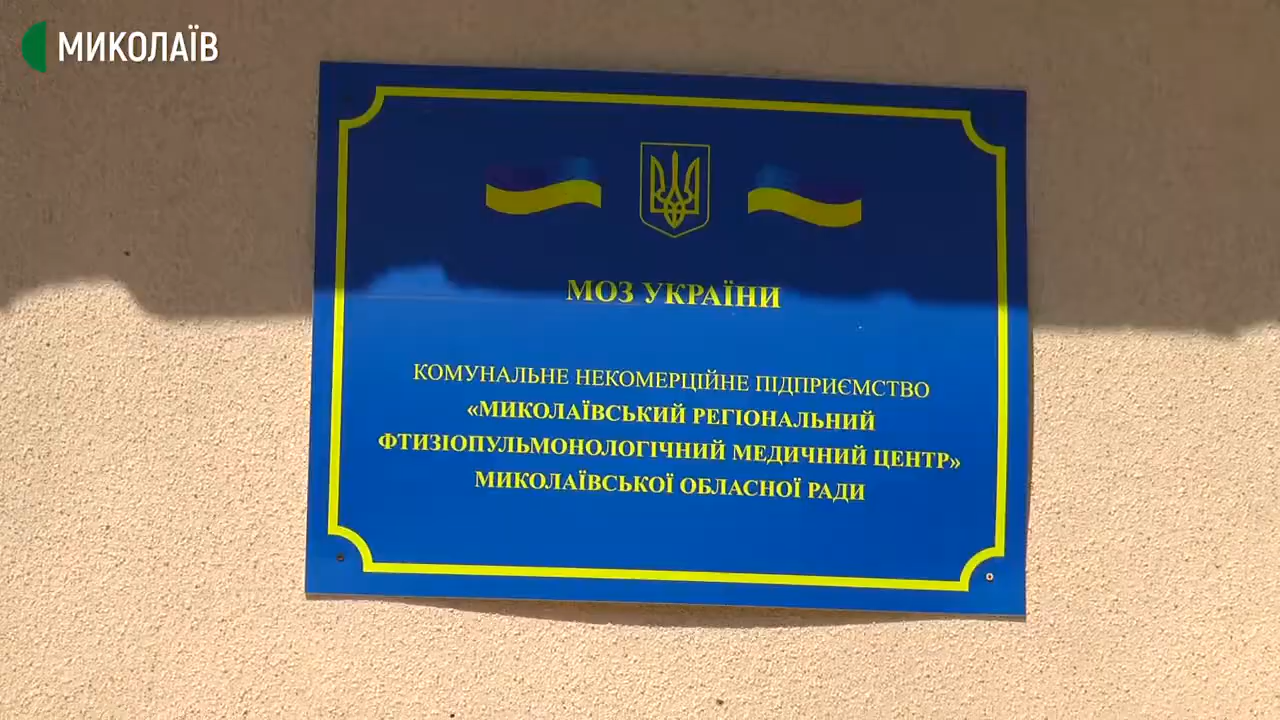 МИКОЛАЇВ
МОЗ УКРАЇНИ
КОМУНАЛЬНЕ НЕКОМЕРЦІЙНЕ ПІДПРИЄМСТВО
«МИКОЛАЇВСЬКИЙ РЕГІОНАЛЬНИЙ
ФТИЗІОПУЛЬМОНОЛОГІЧНИЙ МЕДИЧНИЙ ЦЕНТР»
МИКОЛАЇВСЬКОЇ ОБЛАСНОЇ РАДИ